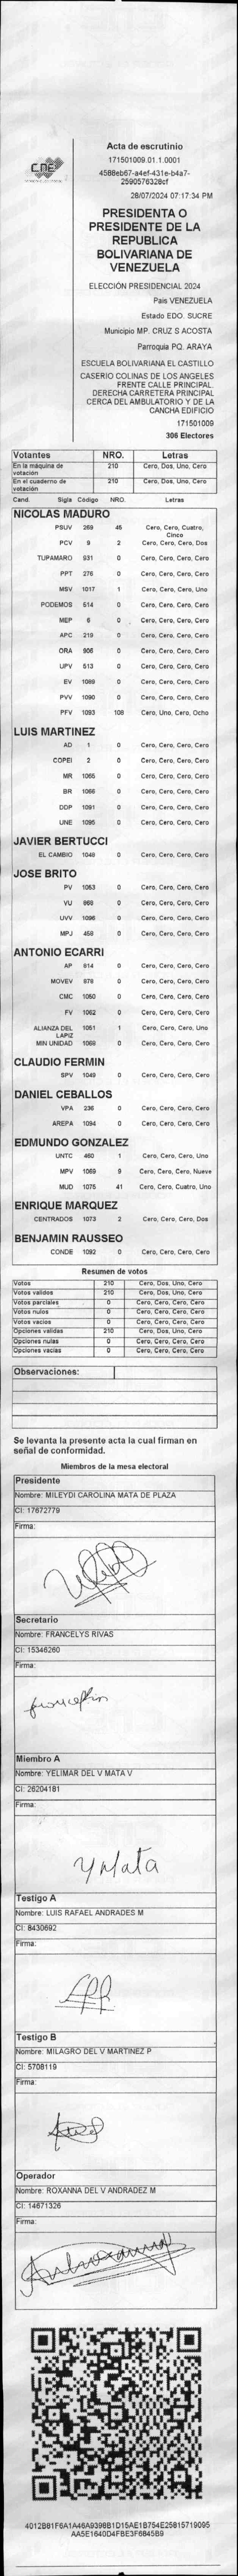 CNE
Acta de escrutinio
171501009.01.1.0001
4588eb67-a4ef-431e-b4a7-
2590576328cf
28/07/2024 07:17:34 PM
PRESIDENTA O
PRESIDENTE DE LA
REPUBLICA
BOLIVARIANA DE
VENEZUELA
ELECCIÓN PRESIDENCIAL 2024
Pais VENEZUELA
Estado EDO. SUCRE
Municipio MP. CRUZ S ACOSTA
Parroquia PQ. ARAYA
ESCUELA BOLIVARIANA EL CASTILLO
CASERIO COLINAS DE LOS ANGELES
FRENTE CALLE PRINCIPAL.
DERECHA CARRETERA PRINCIPAL
CERCA DEL AMBULATORIO Y DE LA
CANCHA EDIFICIO
171501009
306 Electores
Votantes NRO. Letras
En la máquina de votación 210 Cero, Dos, Uno, Cero
En el cuaderno de votación 210 Cero, Dos, Uno, Cero
Cand. Sigla Código NRO. Letras
NICOLAS MADURO
PSUV 269 45 Cero, Cero, Cuatro, Cinco
PCV 9 2 Cero, Cero, Cero, Dos
TUPAMARO 931 0 Cero, Cero, Cero, Cero
PPT 276 0 Cero, Cero, Cero, Cero
MSV 1017 1 Cero, Cero, Cero, Uno
PODEMOS 514 0 Cero, Cero, Cero, Cero
MEP 6 0 Cero, Cero, Cero, Cero
APC 219 0 Cero, Cero, Cero, Cero
ORA 906 0 Cero, Cero, Cero, Cero
UPV 513 0 Cero, Cero, Cero, Cero
EV 1089 0 Cero, Cero, Cero, Cero
PVV 1090 0 Cero, Cero, Cero, Cero
PFV 1093 108 Cero, Uno, Cero, Ocho
LUIS MARTINEZ
AD 1 0 Cero, Cero, Cero, Cero
COPEI 2 0 Cero, Cero, Cero, Cero
MR 1065 0 Cero, Cero, Cero, Cero
BR 1066 0 Cero, Cero, Cero, Cero
DDP 1091 0 Cero, Cero, Cero, Cero
UNE 1095 0 Cero, Cero, Cero, Cero
JAVIER BERTUCCI
EL CAMBIO 1048 0 Cero, Cero, Cero, Cero
JOSE BRITO
PV 1053 0 Cero, Cero, Cero, Cero
VU 868 0 Cero, Cero, Cero, Cero
UVV 1096 0 Cero, Cero, Cero, Cero
MPJ 458 0 Cero, Cero, Cero, Cero
ANTONIO ECARRI
AP 814 0 Cero, Cero, Cero, Cero
MOVEV 878 0 Cero, Cero, Cero, Cero
CMC 1050 0 Cero, Cero, Cero, Cero
FV 1062 0 Cero, Cero, Cero, Cero
ALIANZA DEL LAPIZ 1051 1 Cero, Cero, Cero, Uno
MIN UNIDAD 1068 0 Cero, Cero, Cero, Cero
CLAUDIO FERMIN
SPV 1049 0 Cero, Cero, Cero, Cero
DANIEL CEBALLOS
VPA 236 0 Cero, Cero, Cero, Cero
AREPA 1094 0 Cero, Cero, Cero, Cero
EDMUNDO GONZALEZ
UNTC 460 1 Cero, Cero, Cero, Uno
MPV 1069 9 Cero, Cero, Cero, Nueve
MUD 1075 41 Cero, Cero, Cuatro, Uno
ENRIQUE MARQUEZ
CENTRADOS 1073 2 Cero, Cero, Cero, Dos
BENJAMIN RAUSSEO
CONDE 1092 0 Cero, Cero, Cero, Cero
Resumen de votos
Votos 210 Cero, Dos, Uno, Cero
Votos validos 210 Cero, Dos, Uno, Cero
Votos parciales 0 Cero, Cero, Cero, Cero
Votos nulos 0 Cero, Cero, Cero, Cero
Votos vacios 0 Cero, Cero, Cero, Cero
Opciones validas 210 Cero, Dos, Uno, Cero
Opciones nulas 0 Cero, Cero, Cero, Cero
Opciones vacias 0 Cero, Cero, Cero, Cero
Observaciones:
Se levanta la presente acta la cual firman en
señal de conformidad.
Miembros de la mesa electoral
Presidente
Nombre: MILEYDI CAROLINA MATA DE PLAZA
CI: 17672779
Firma:
Secretario
Nombre: FRANCELYS RIVAS
CI: 15346260
Firma:
Miembro A
Nombre: YELIMAR DEL V MATA V
CI: 26204181
Firma:
YMata
Testigo A
Nombre: LUIS RAFAEL ANDRADES M
CI: 8430692
Firma:
Testigo B
Nombre: MILAGRO DEL V MARTINEZ P
CI: 5708119
Firma:
Operador
Nombre: ROXANNA DEL V ANDRADEZ M
CI: 14671326
Firma:
4012B81F6A1A46A9398B1D15AE1B754E25815719095
AA5E1640D4FBE3F6845B9